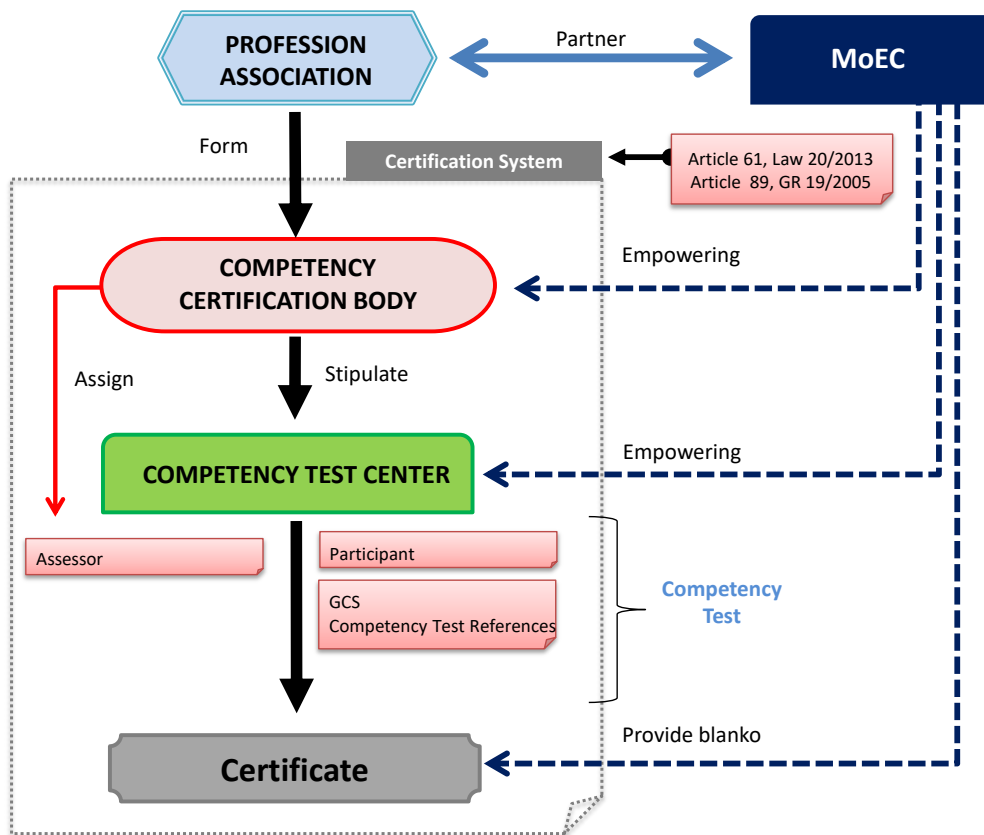 PROFESSION
ASSOCIATION
Partner
MoEC
Form
Certification System
Article 61, Law 20/2013
Article 89, GR 19/2005
COMPETENCY
CERTIFICATION BODY
Empowering
Assign
Stipulate
COMPETENCY TEST CENTER
Empowering
Assessor
Participant
GCS
Competency Test References
Competency
Test
Provide blanko
Certificate